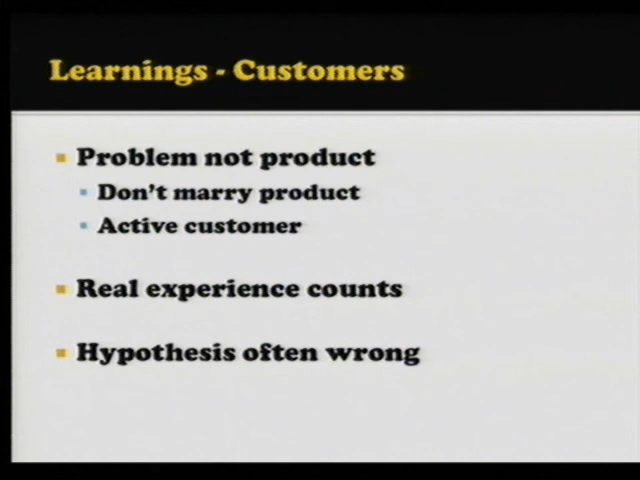 Learnings - Customers
Problem not product
Don't marry product
Active customer
Real experience counts
Hypothesis often wrong